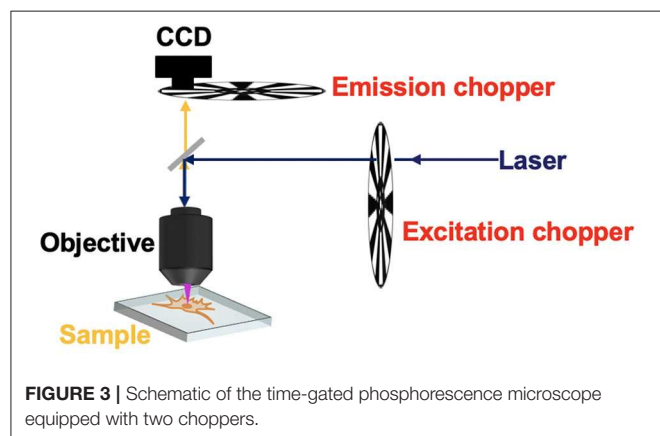 CCD
Emission chopper
Laser
Objective
Excitation chopper
Sample
FIGURE 3 | Schematic of the time-gated phosphorescence microscope
equipped with two choppers.